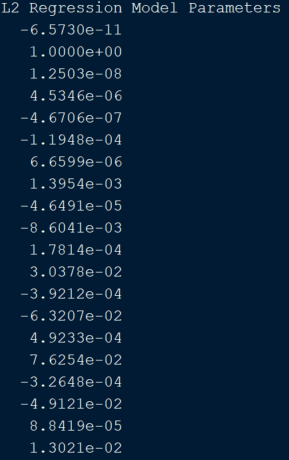 L2 Regression Model Parameters
-6.5730e-11
1.0000e+00
1.2503e-08
4.5346e-06
-4.6706e-07
-1.1948e-04
6.6599e-06
1.3954e-03
-4.6491e-05
-8.6041e-03
1.7814e-04
3.0378e-02
-3.9212e-04
-6.3207e-02
4.9233e-04
7.6254e-02
-3.2648e-04
-4.9121e-02
8.8419e-05
1.3021e-02